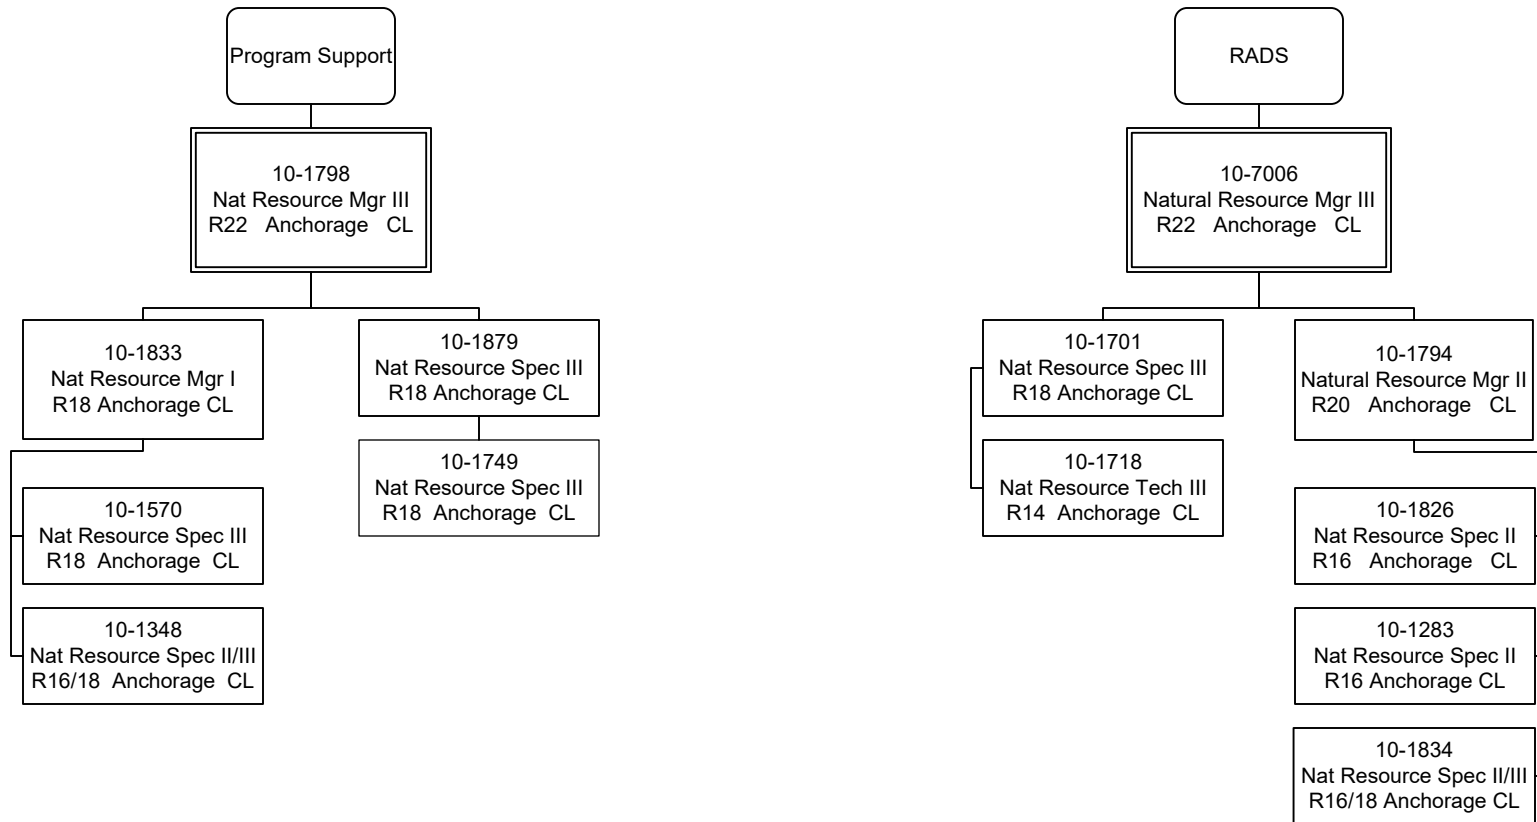 Program Support
10-1798
Nat Resource Mgr III
R22 Anchorage CL
10-1833
Nat Resource Mgr I
R18 Anchorage CL
10-1570
Nat Resource Spec III
R18 Anchorage CL
10-1348
Nat Resource Spec II/III
R16/18 Anchorage CL
10-1879
Nat Resource Spec III
R18 Anchorage CL
10-1749
Nat Resource Spec III
R18 Anchorage CL
RADS
10-7006
Natural Resource Mgr III
R22 Anchorage CL
10-1701
Nat Resource Spec III
R18 Anchorage CL
10-1718
Nat Resource Tech III
R14 Anchorage CL
10-1794
Natural Resource Mgr II
R20 Anchorage CL
10-1826
Nat Resource Spec II
R16 Anchorage CL
10-1283
Nat Resource Spec II
R16 Anchorage CL
10-1834
Nat Resource Spec II/III
R16/18 Anchorage CL